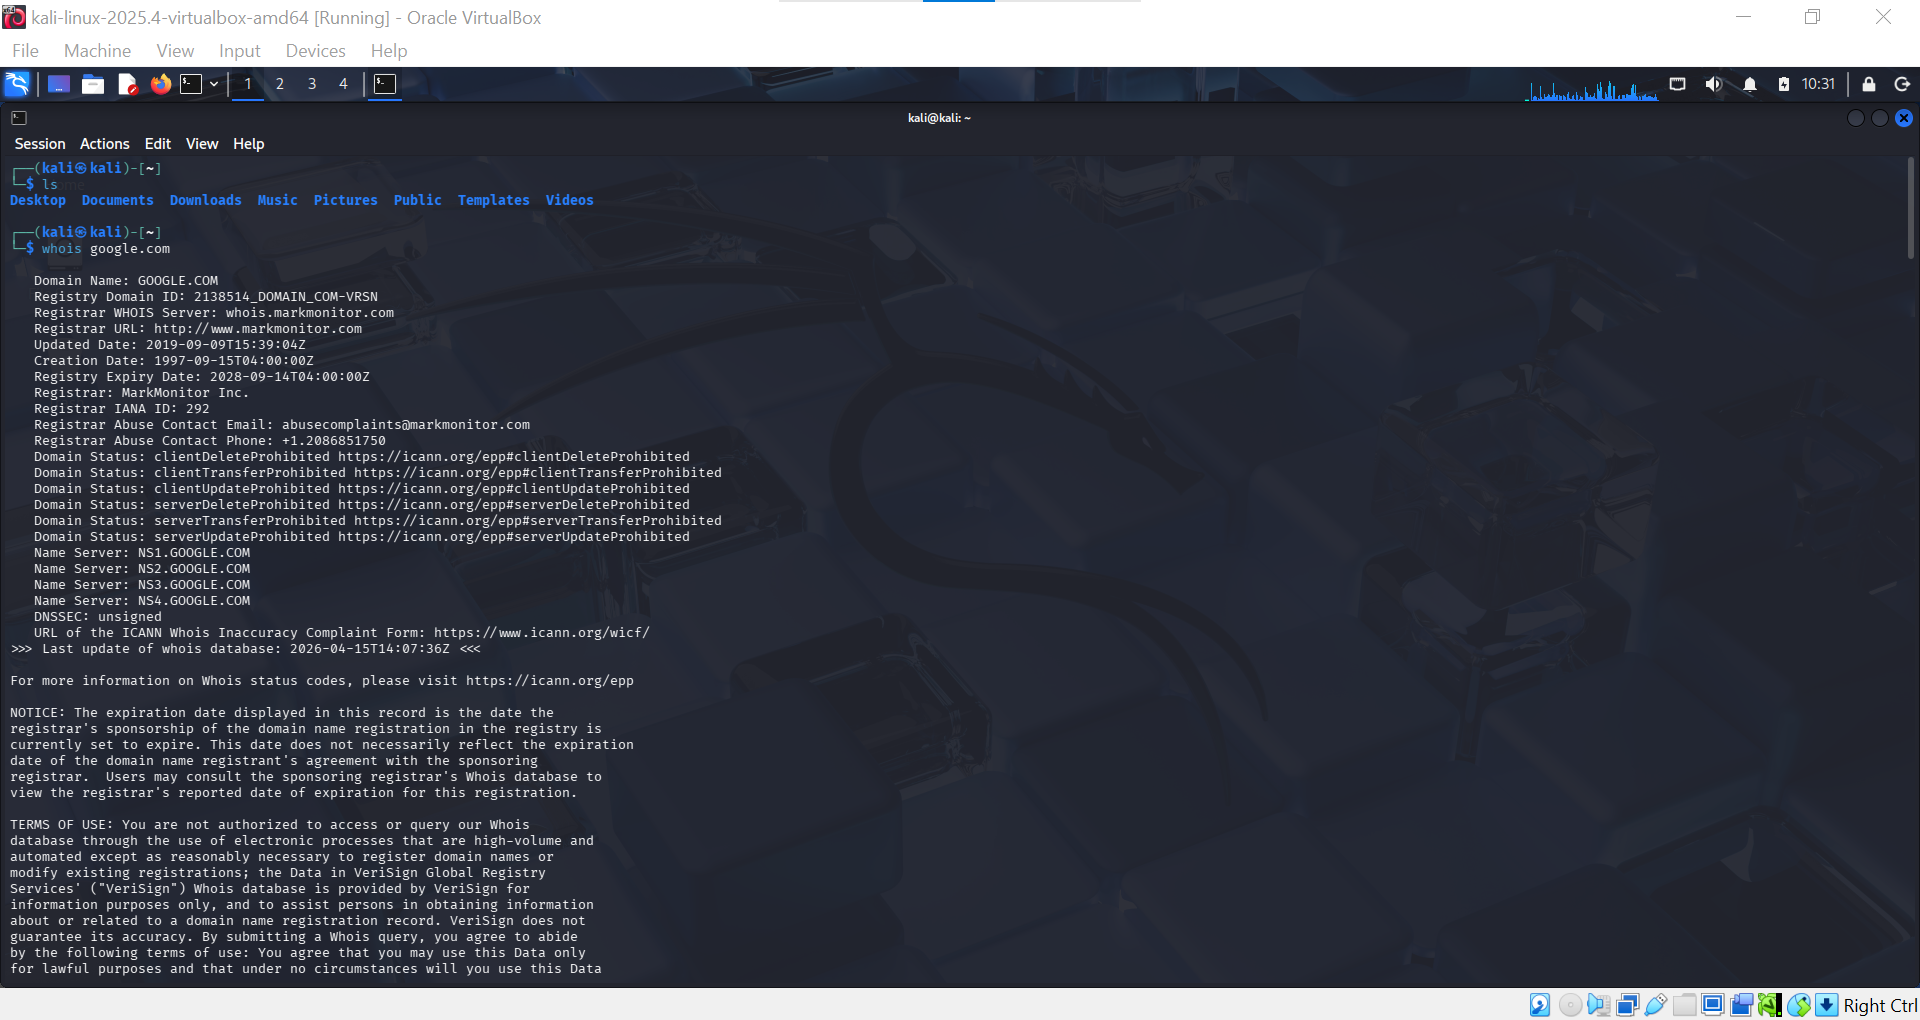 kali-linux-2025.4-virtualbox-amd64 [Running] - Oracle VirtualBox
File Machine View Input Devices Help
1 2 3 4 10:31
kali@kali: ~
Session Actions Edit View Help
┌──(kali㉿kali)-[~]
└─$ ls
Desktop Documents Downloads Music Pictures Public Templates Videos
┌──(kali㉿kali)-[~]
└─$ whois google.com
Domain Name: GOOGLE.COM
Registry Domain ID: 2138514_DOMAIN_COM-VRSN
Registrar WHOIS Server: whois.markmonitor.com
Registrar URL: http://www.markmonitor.com
Updated Date: 2019-09-09T15:39:04Z
Creation Date: 1997-09-15T04:00:00Z
Registry Expiry Date: 2028-09-14T04:00:00Z
Registrar: MarkMonitor Inc.
Registrar IANA ID: 292
Registrar Abuse Contact Email: abusecomplaints@markmonitor.com
Registrar Abuse Contact Phone: +1.2086851750
Domain Status: clientDeleteProhibited https://icann.org/epp#clientDeleteProhibited
Domain Status: clientTransferProhibited https://icann.org/epp#clientTransferProhibited
Domain Status: clientUpdateProhibited https://icann.org/epp#clientUpdateProhibited
Domain Status: serverDeleteProhibited https://icann.org/epp#serverDeleteProhibited
Domain Status: serverTransferProhibited https://icann.org/epp#serverTransferProhibited
Domain Status: serverUpdateProhibited https://icann.org/epp#serverUpdateProhibited
Name Server: NS1.GOOGLE.COM
Name Server: NS2.GOOGLE.COM
Name Server: NS3.GOOGLE.COM
Name Server: NS4.GOOGLE.COM
DNSSEC: unsigned
URL of the ICANN Whois Inaccuracy Complaint Form: https://www.icann.org/wicf/
>>> Last update of whois database: 2026-04-15T14:07:36Z <<<
For more information on Whois status codes, please visit https://icann.org/epp
NOTICE: The expiration date displayed in this record is the date the
registrar's sponsorship of the domain name registration in the registry is
currently set to expire. This date does not necessarily reflect the expiration
date of the domain name registrant's agreement with the sponsoring
registrar.  Users may consult the sponsoring registrar's Whois database to
view the registrar's reported date of expiration for this registration.
TERMS OF USE: You are not authorized to access or query our Whois
database through the use of electronic processes that are high-volume and
automated except as reasonably necessary to register domain names or
modify existing registrations; the Data in VeriSign Global Registry
Services' ("VeriSign") Whois database is provided by VeriSign for
information purposes only, and to assist persons in obtaining information
about or related to a domain name registration record. VeriSign does not
guarantee its accuracy. By submitting a Whois query, you agree to abide
by the following terms of use: You agree that you may use this Data only
for lawful purposes and that under no circumstances will you use this Data
Right Ctrl